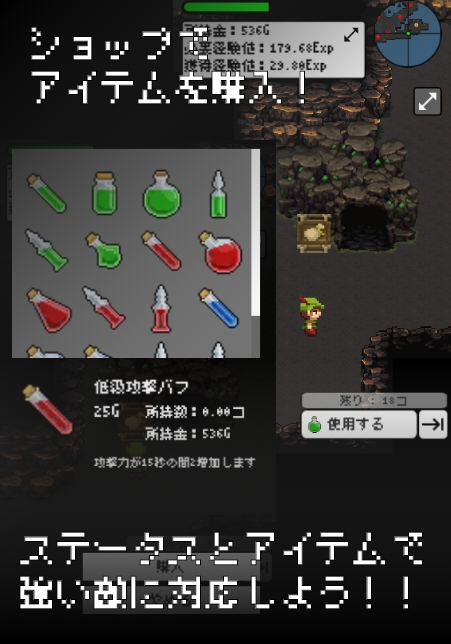 ショップで
アイテムを購入！
所持金：536G
必要経験値：179.68Exp
獲得経験値：29.80Exp
低級攻撃バフ
25G 所持数：0.00コ
所持金：536G
攻撃力が15秒の間2増加します
残り：18コ
使用する
購入
ステータスとアイテムで
強い敵に対応しよう！！